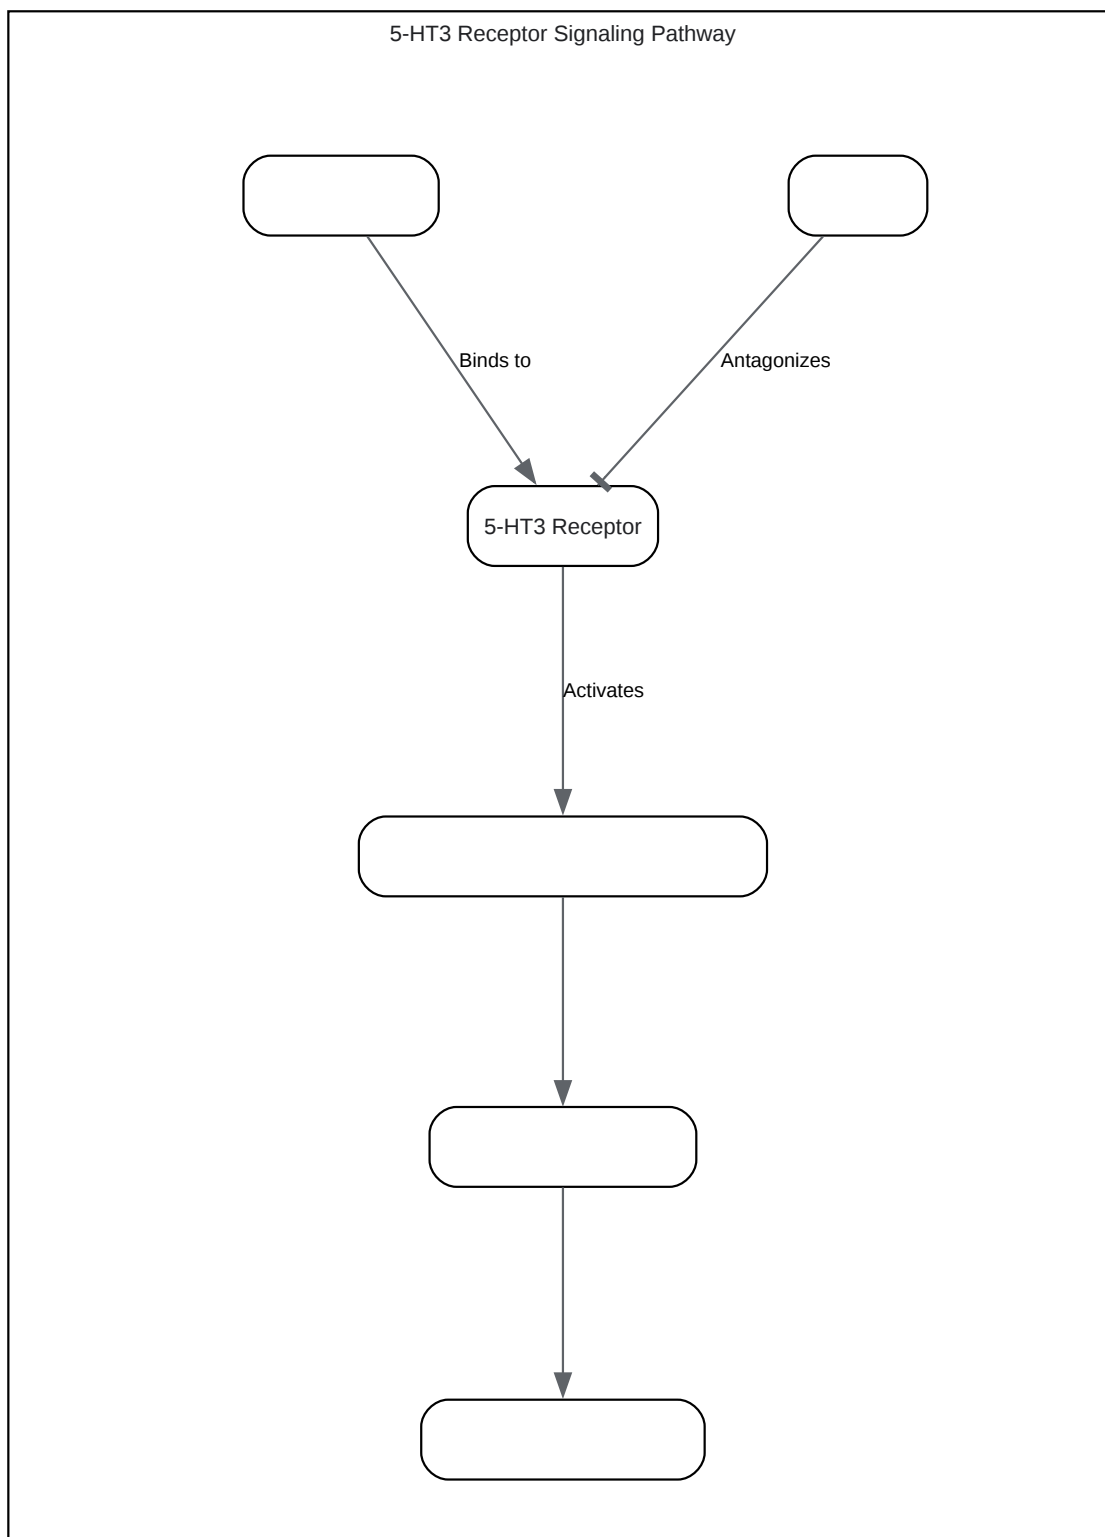 5-HT3 Receptor Signaling Pathway
Binds to
Antagonizes
5-HT3 Receptor
Activates